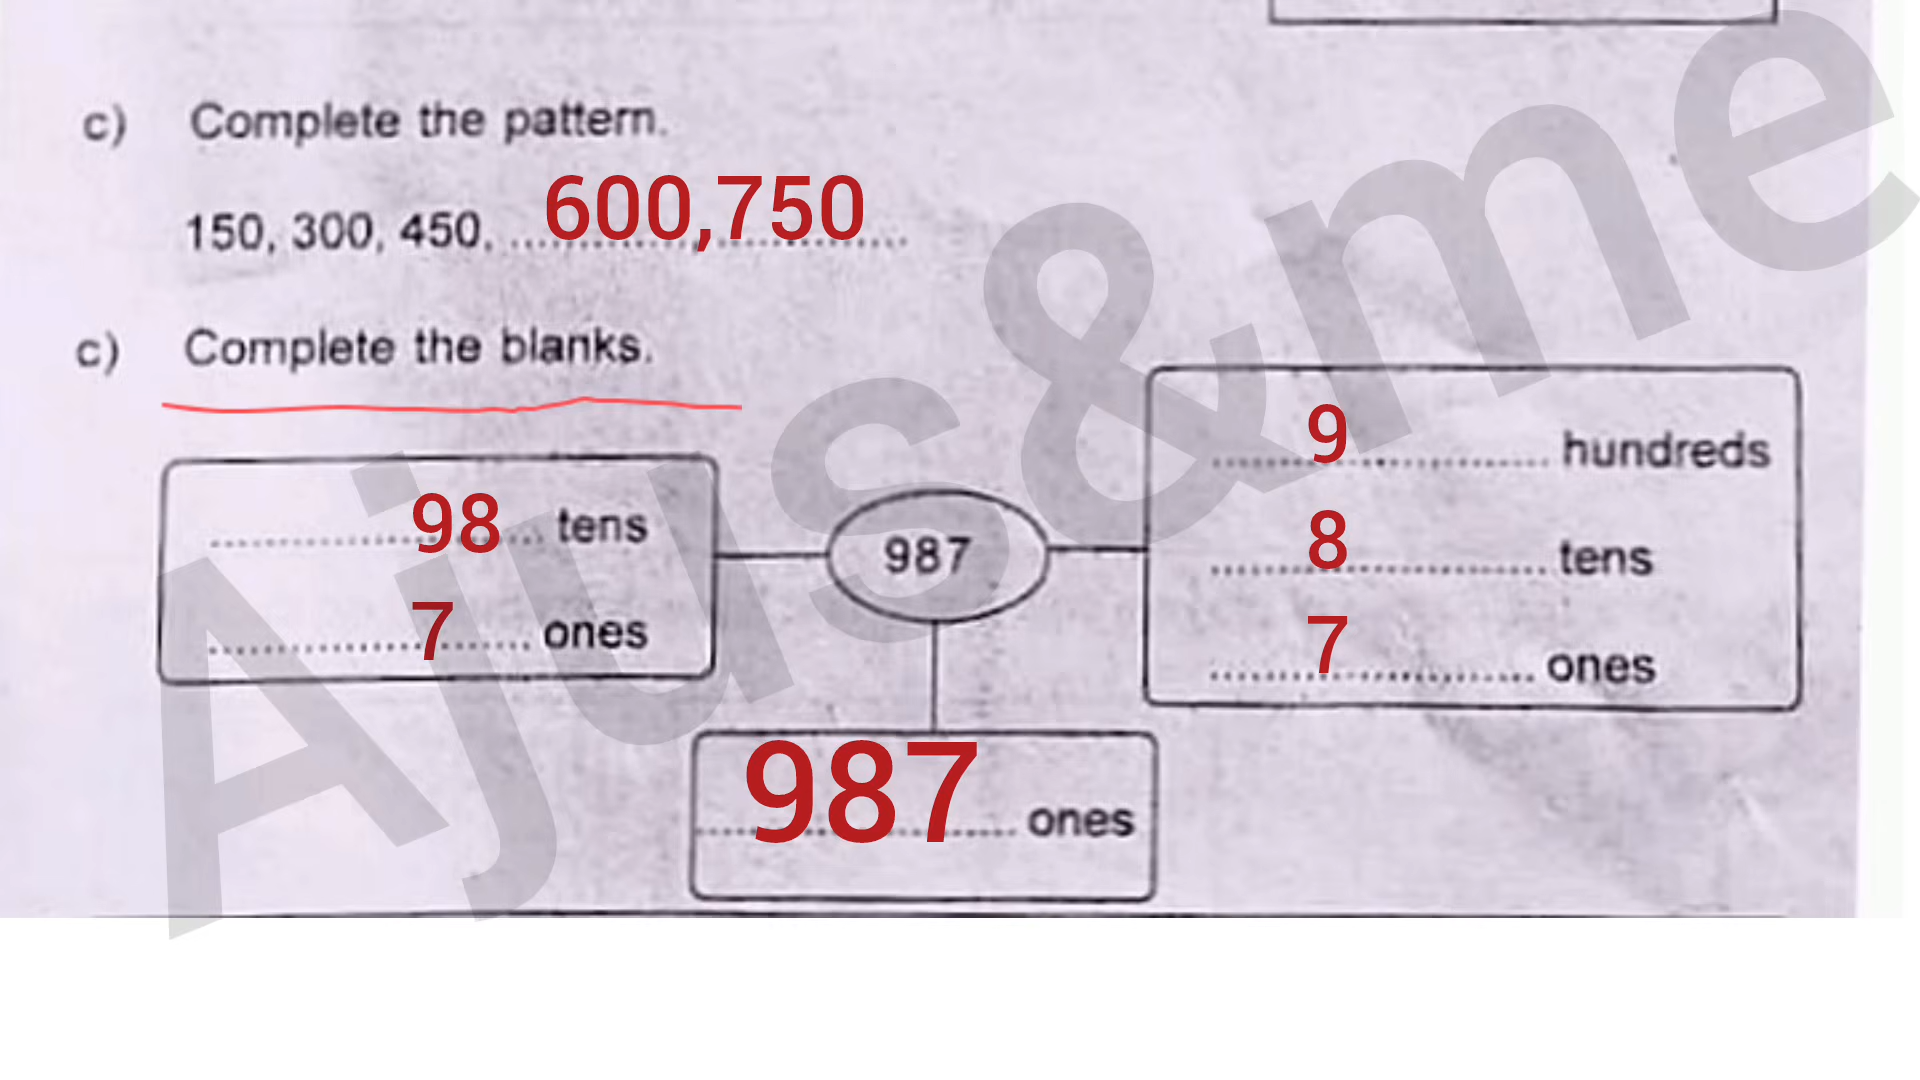 c) Complete the pattern.
150, 300, 450, ......600,750......
c) Complete the blanks.
......98...... tens
......7...... ones
987
......9...... hundreds
......8...... tens
......7...... ones
......987...... ones
Ajus&me